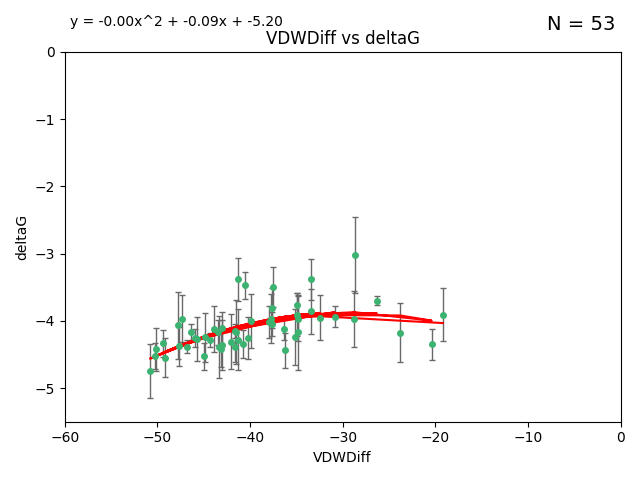 y = -0.00x^2 + -0.09x + -5.20
N = 53
VDWDiff vs deltaG
0
−1
−2
−3
−4
−5
deltaG
−60
−50
−40
−30
−20
−10
0
VDWDiff